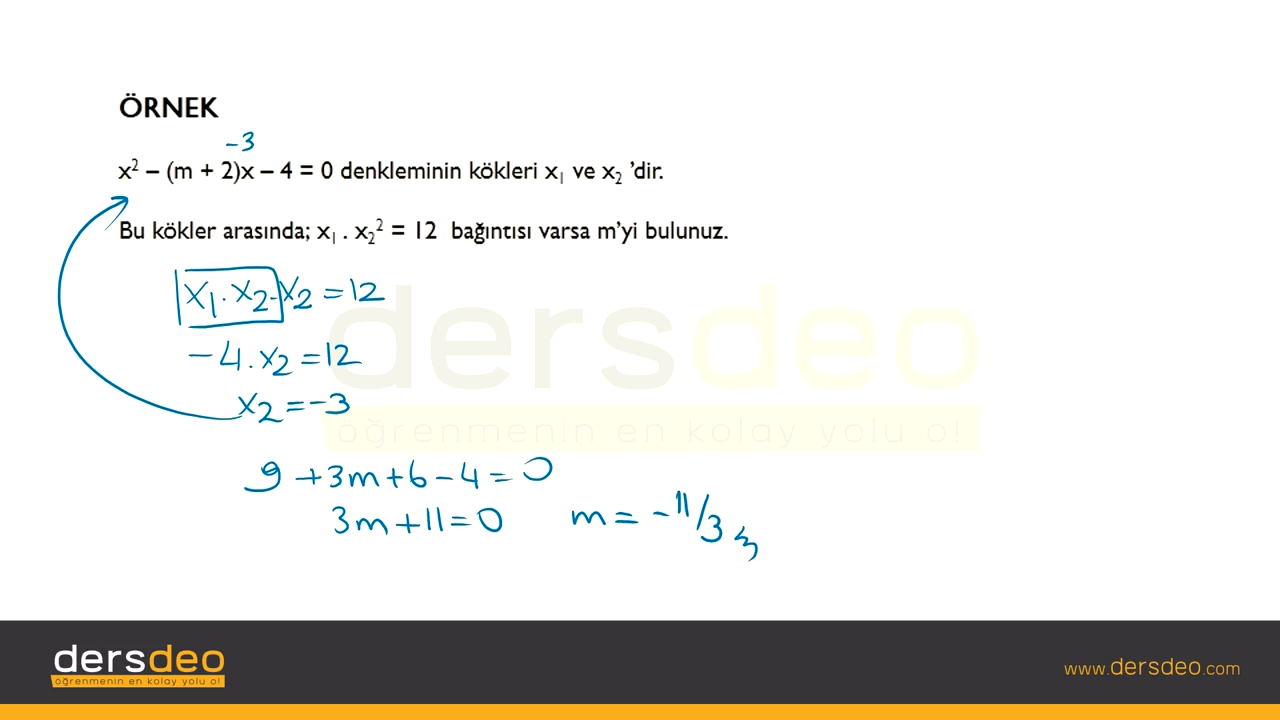 ÖRNEK
-3
x² – (m + 2)x – 4 = 0 denkleminin kökleri x₁ ve x₂ 'dir.
Bu kökler arasında; x₁ . x₂² = 12 bağıntısı varsa m'yi bulunuz.
x₁ . x₂ . x₂ = 12
-4 . x₂ = 12
x₂ = -3
9 + 3m + 6 - 4 = 0
3m + 11 = 0 m = -11/3
dersdeo
öğrenmenin en kolay yolu o!
dersdeo
öğrenmenin en kolay yolu o!
www.dersdeo.com